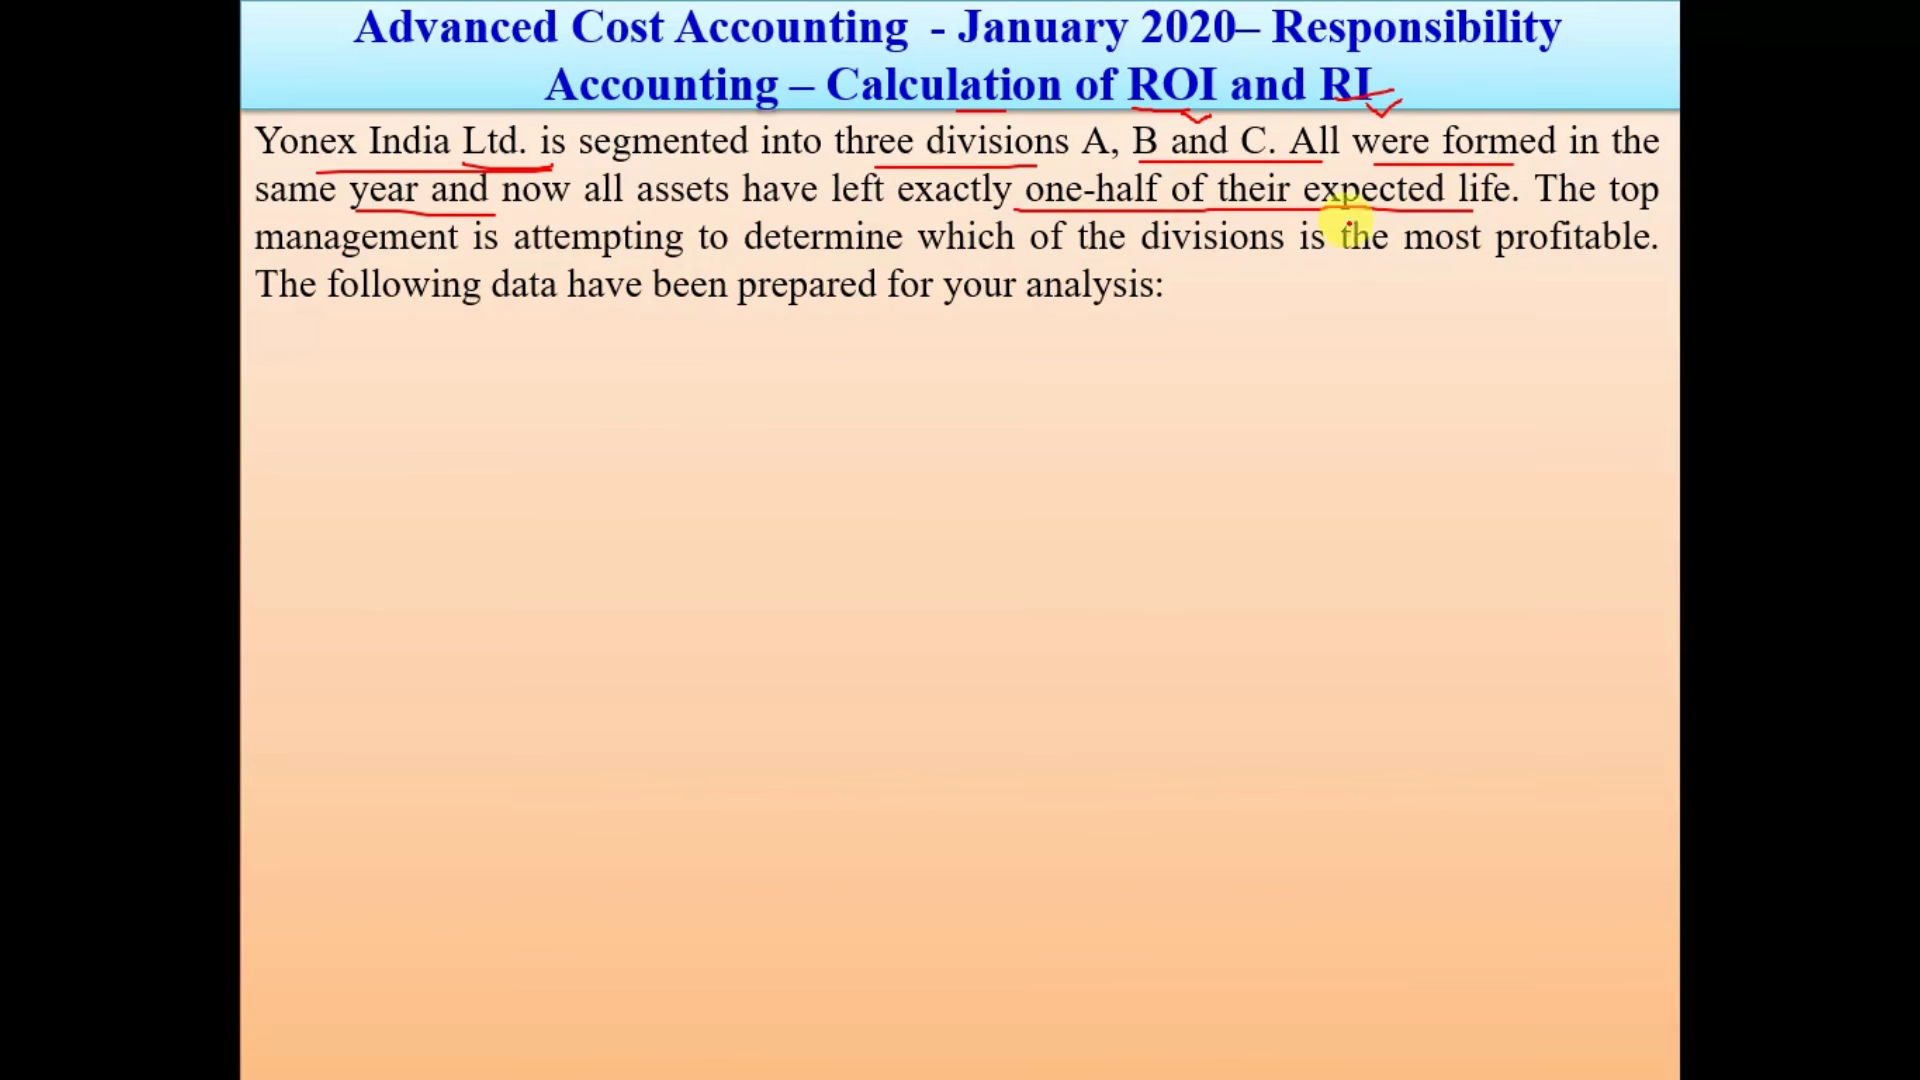 Advanced Cost Accounting - January 2020– Responsibility
Accounting – Calculation of ROI and RI
Yonex India Ltd. is segmented into three divisions A, B and C. All were formed in the
same year and now all assets have left exactly one-half of their expected life. The top
management is attempting to determine which of the divisions is the most profitable.
The following data have been prepared for your analysis: